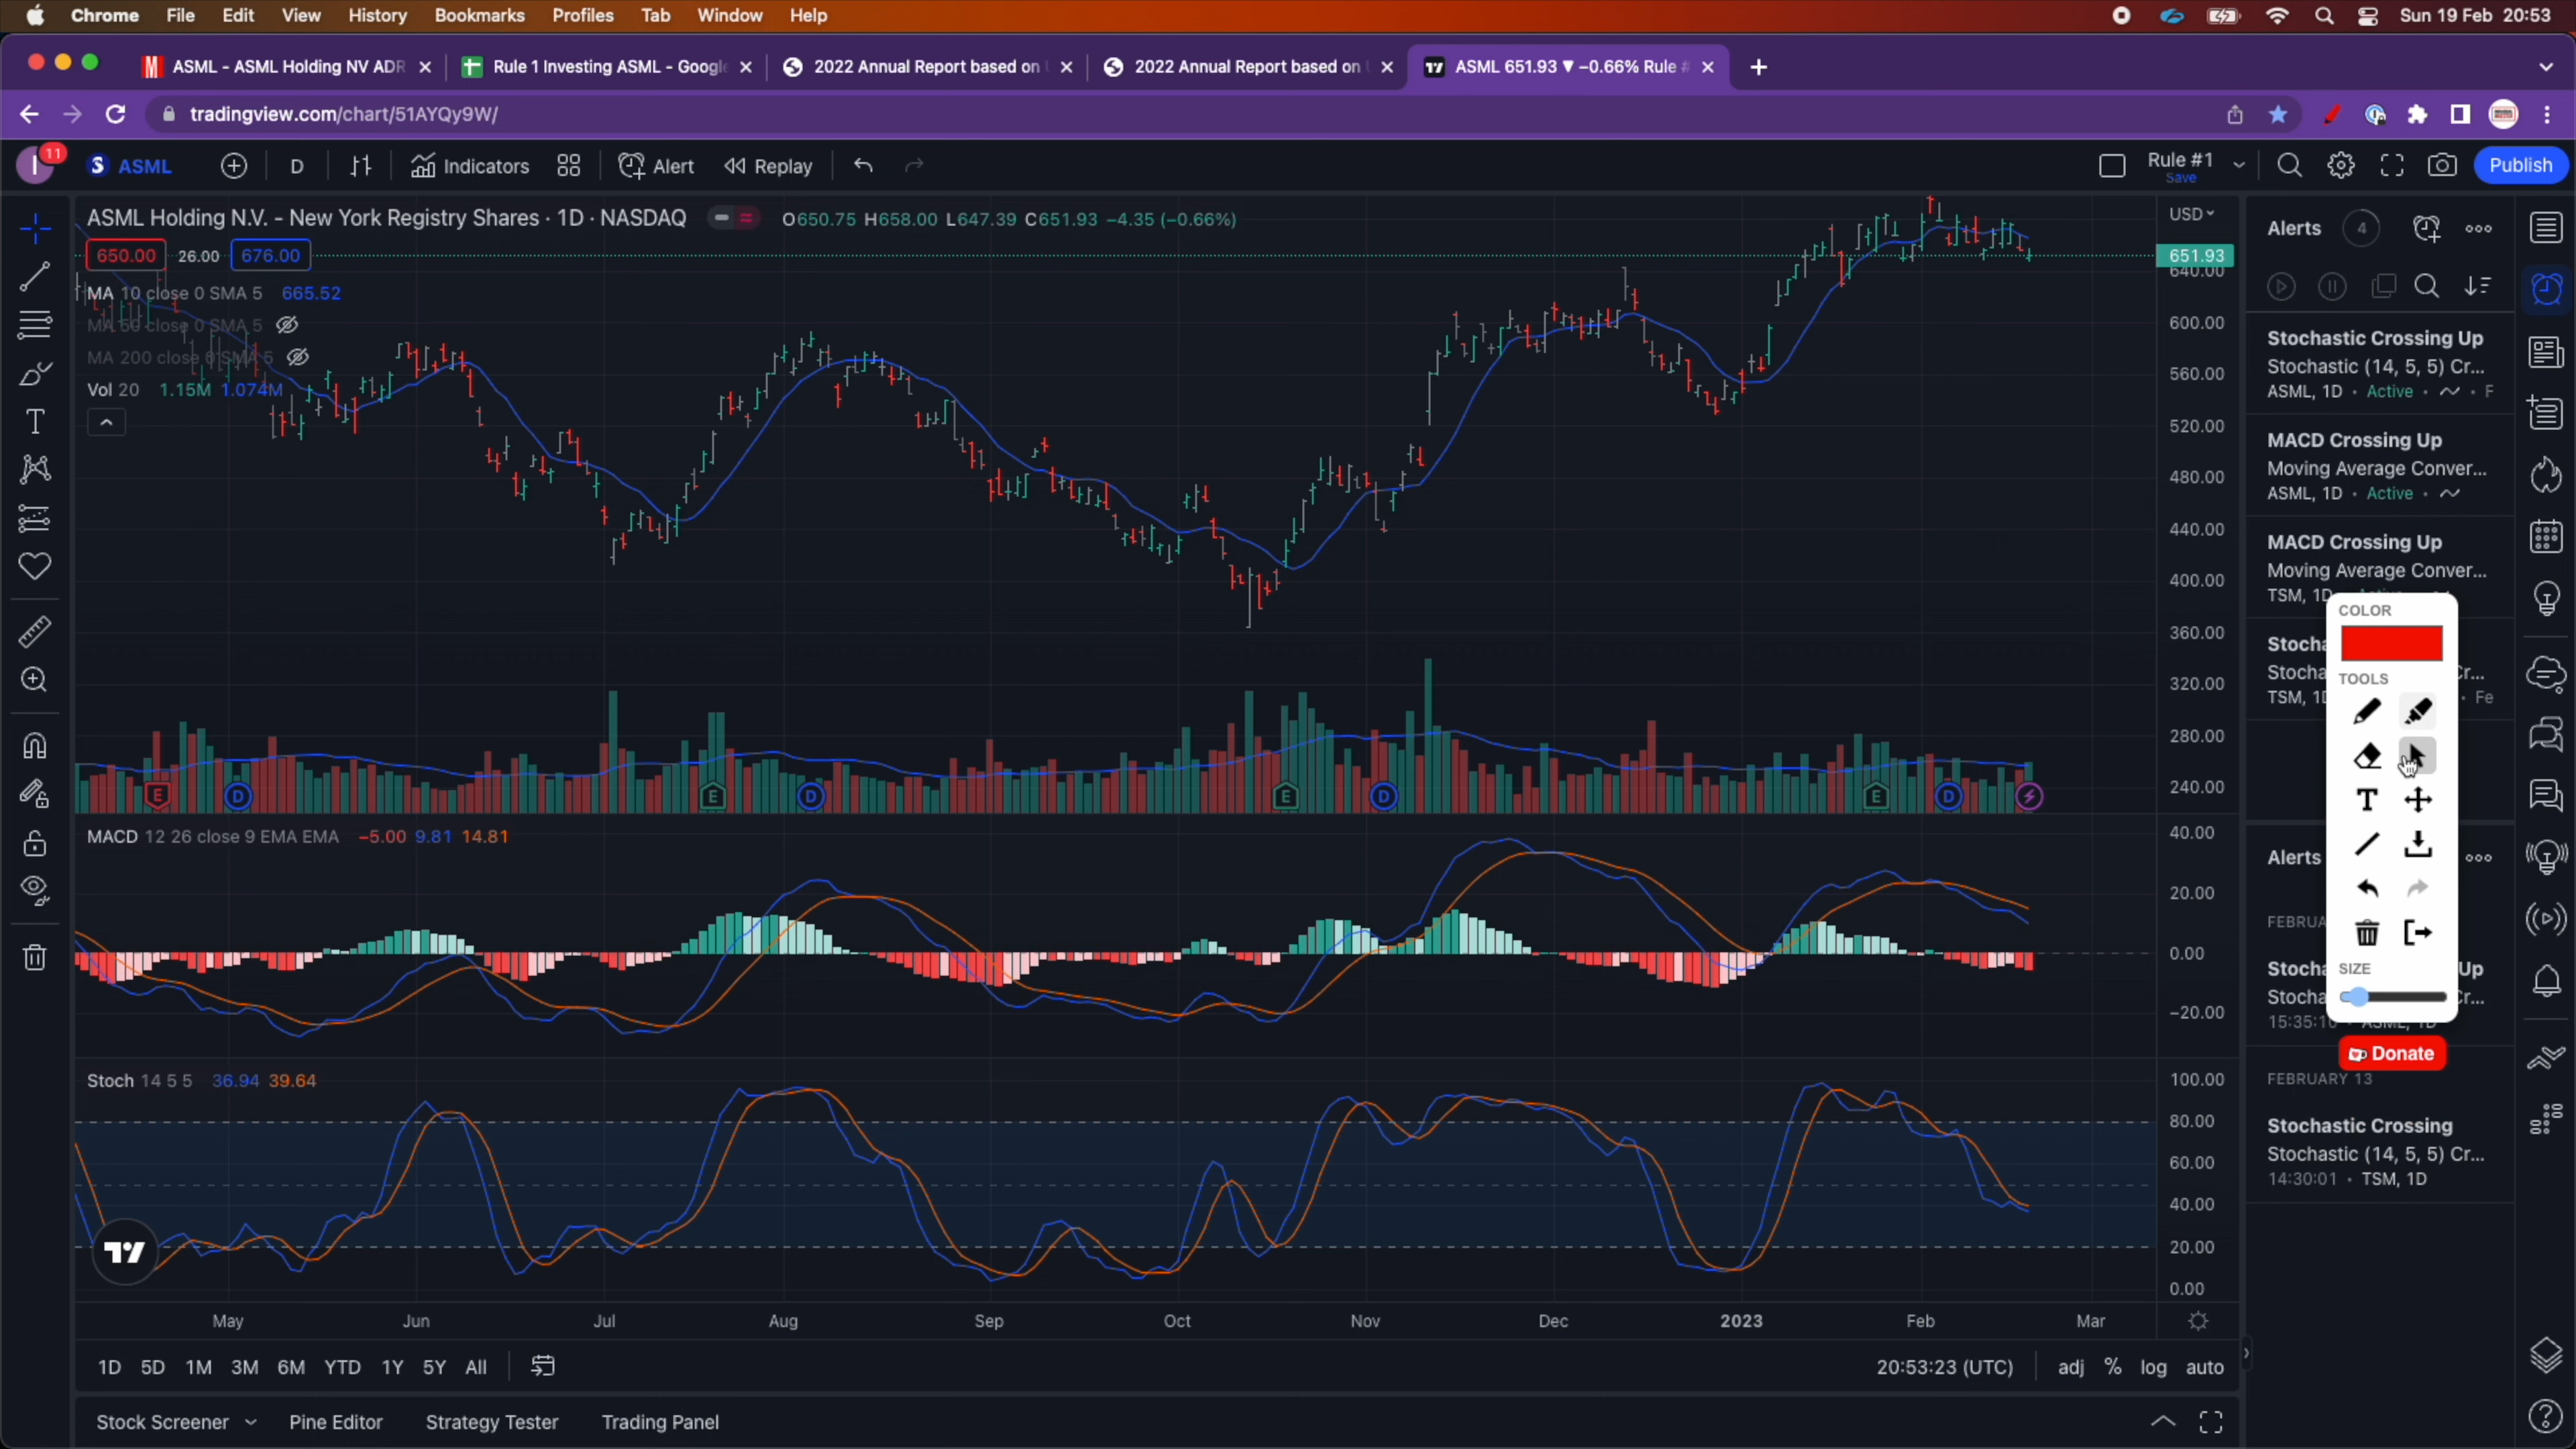 Chrome File Edit View History Bookmarks Profiles Tab Window Help Sun 19 Feb 20:53
ASML - ASML Holding NV ADR Rule 1 Investing ASML - Google 2022 Annual Report based on 2022 Annual Report based on ASML 651.93 ▼ −0.66% Rule #
tradingview.com/chart/51AYQy9W/
I 11 S ASML D Indicators Alert Replay Rule #1 Publish
Save
ASML Holding N.V. - New York Registry Shares · 1D · NASDAQ O650.75 H658.00 L647.39 C651.93 −4.35 (−0.66%)
650.00 26.00 676.00
MA 10 close 0 SMA 5 665.52
MA 50 close 0 SMA 5
MA 200 close 0 SMA 5
Vol 20 1.15M 1.074M
USD
651.93
640.00
600.00
560.00
520.00
480.00
440.00
400.00
360.00
320.00
280.00
240.00
E D E D E D E D
MACD 12 26 close 9 EMA EMA −5.00 9.81 14.81
40.00
20.00
0.00
−20.00
Stoch 14 5 5 36.94 39.64
100.00
80.00
60.00
40.00
20.00
0.00
May Jun Jul Aug Sep Oct Nov Dec 2023 Feb Mar
1D 5D 1M 3M 6M YTD 1Y 5Y All 20:53:23 (UTC) adj % log auto
Stock Screener Pine Editor Strategy Tester Trading Panel
Alerts 4
Stochastic Crossing Up
Stochastic (14, 5, 5) Cr...
ASML, 1D · Active · · F
MACD Crossing Up
Moving Average Conver...
ASML, 1D · Active ·
MACD Crossing Up
Moving Average Conver...
TSM, 1D
Stocha
Stocha Cr...
TSM, 1D · Fe
COLOR
TOOLS
T
SIZE
Donate
Alerts
FEBRUA
Stocha Up
Stocha Cr...
15:35:10 · ASML, 1D
FEBRUARY 13
Stochastic Crossing
Stochastic (14, 5, 5) Cr...
14:30:01 · TSM, 1D